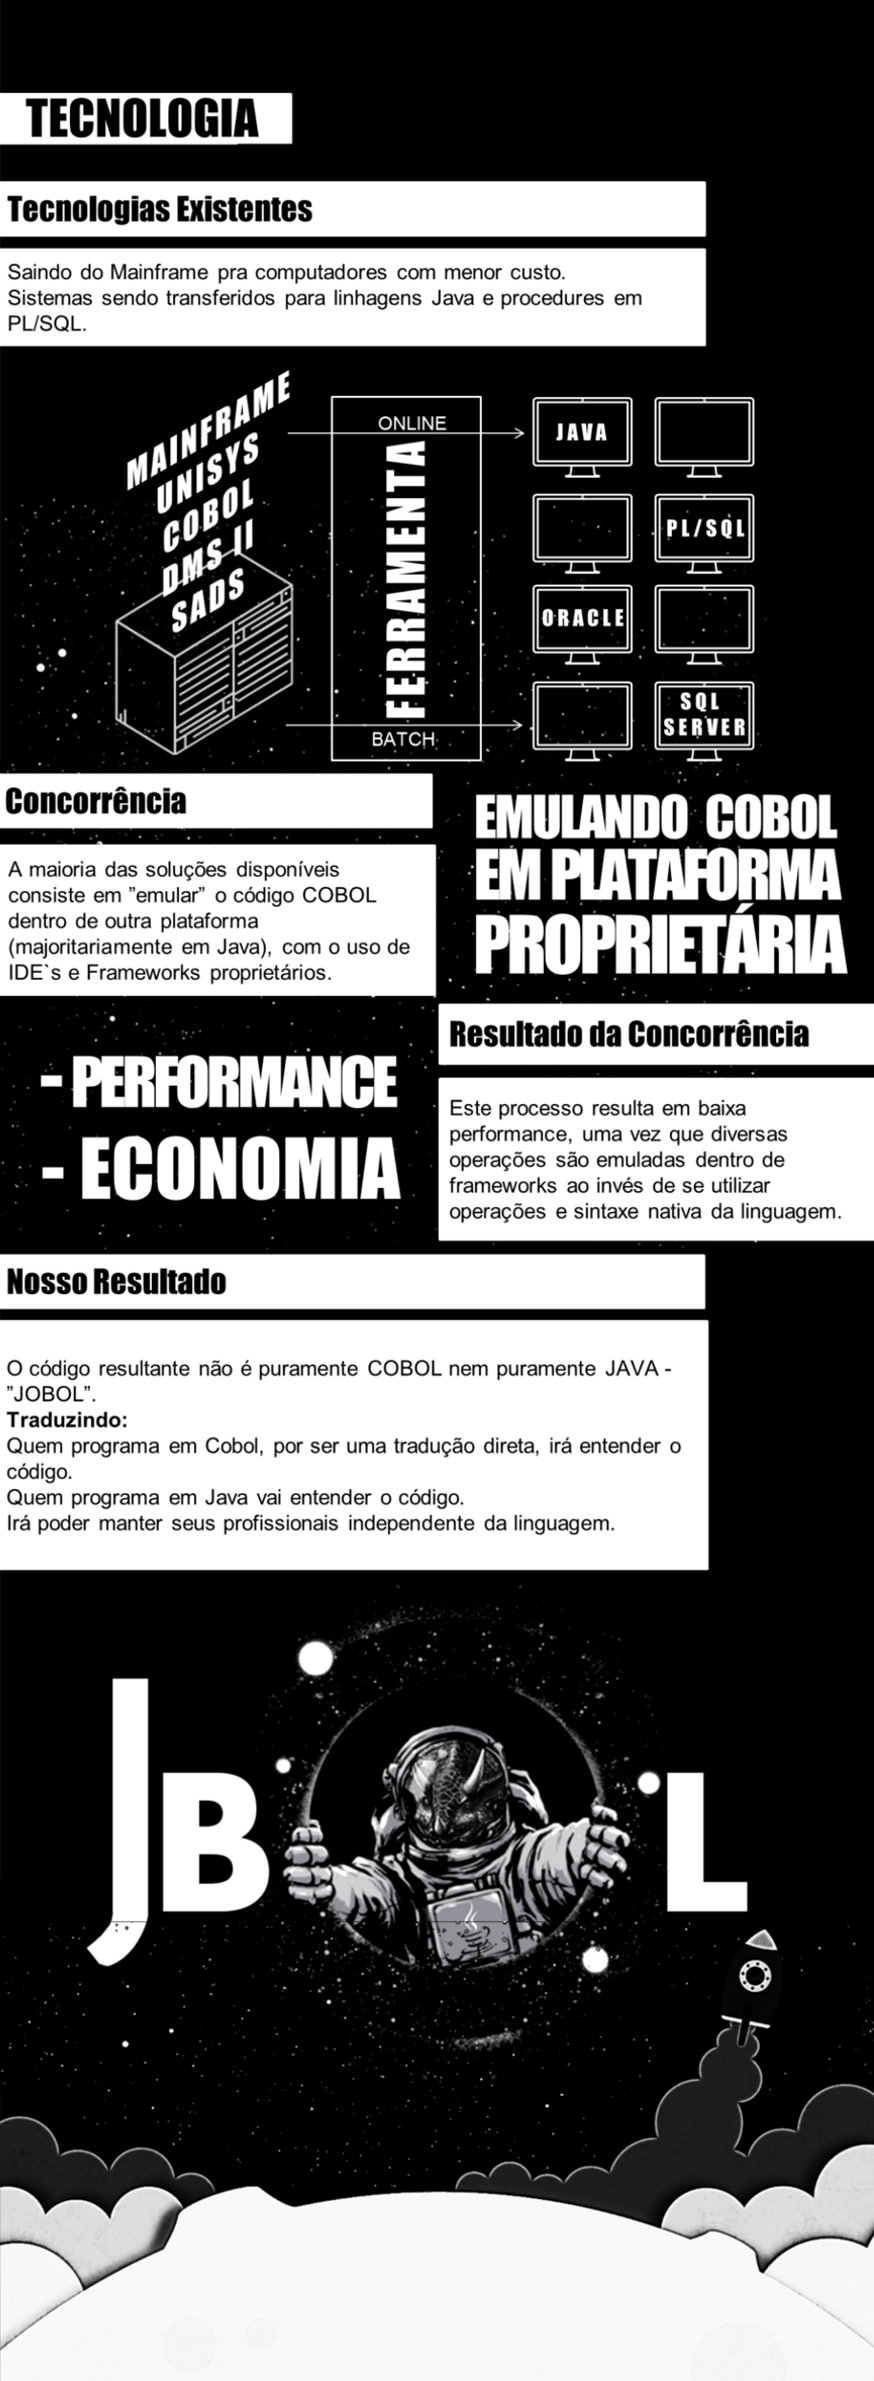 TECNOLOGIA
Tecnologias Existentes
Saindo do Mainframe pra computadores com menor custo.
Sistemas sendo transferidos para linhagens Java e procedures em
PL/SQL.
MAINFRAME
UNISYS
COBOL
DMS II
SADS
ONLINE
FERRAMENTA
BATCH
JAVA
PL/SQL
ORACLE
SQL
SERVER
Concorrência
A maioria das soluções disponíveis
consiste em ”emular” o código COBOL
dentro de outra plataforma
(majoritariamente em Java), com o uso de
IDE`s e Frameworks proprietários.
EMULANDO COBOL
EM PLATAFORMA
PROPRIETÁRIA
- PERFORMANCE
- ECONOMIA
Resultado da Concorrência
Este processo resulta em baixa
performance, uma vez que diversas
operações são emuladas dentro de
frameworks ao invés de se utilizar
operações e sintaxe nativa da linguagem.
Nosso Resultado
O código resultante não é puramente COBOL nem puramente JAVA -
”JOBOL”.
Traduzindo:
Quem programa em Cobol, por ser uma tradução direta, irá entender o
código.
Quem programa em Java vai entender o código.
Irá poder manter seus profissionais independente da linguagem.
JB L